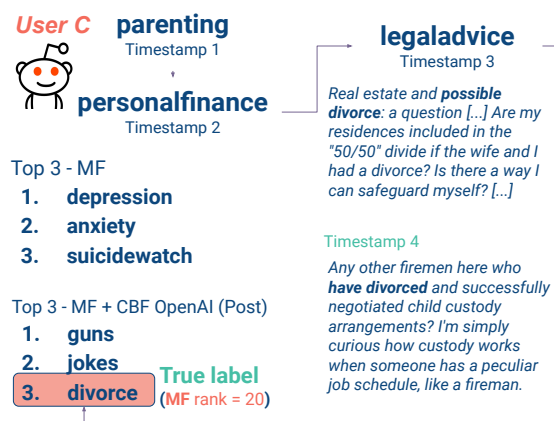 User C
parenting
Timestamp 1
personalfinance
Timestamp 2
legaladvice
Timestamp 3
Real estate and possible
divorce: a question [...] Are my
residences included in the
"50/50" divide if the wife and I
had a divorce? Is there a way I
can safeguard myself? [...]
Timestamp 4
Any other firemen here who
have divorced and successfully
negotiated child custody
arrangements? I'm simply
curious how custody works
when someone has a peculiar
job schedule, like a fireman.
Top 3 - MF
1. depression
2. anxiety
3. suicidewatch
Top 3 - MF + CBF OpenAI (Post)
1. guns
2. jokes
3. divorce
True label
(MF rank = 20)